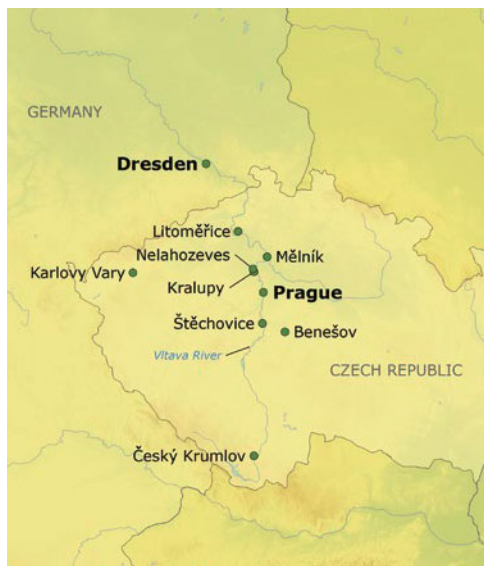 GERMANY
Dresden
Litoměřice
Nelahozeves
Mělník
Karlovy Vary
Kralupy
Prague
Štěchovice
Benešov
Vltava River
CZECH REPUBLIC
Český Krumlov